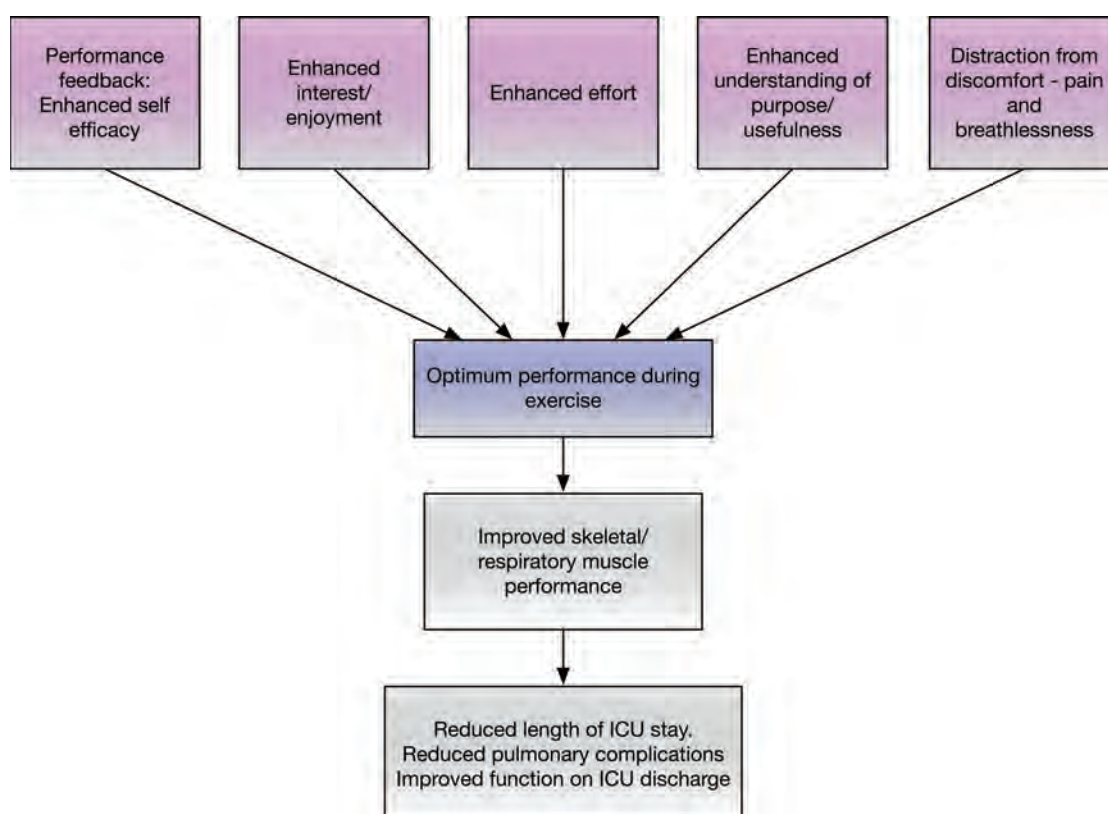 Performance
feedback:
Enhanced self
efficacy
Enhanced
interest/
enjoyment
Enhanced effort
Enhanced
understanding of
purpose/
usefulness
Distraction from
discomfort - pain
and
breathlessness
Optimum performance during
exercise
Improved skeletal/
respiratory muscle
performance
Reduced length of ICU stay.
Reduced pulmonary complications
Improved function on ICU discharge